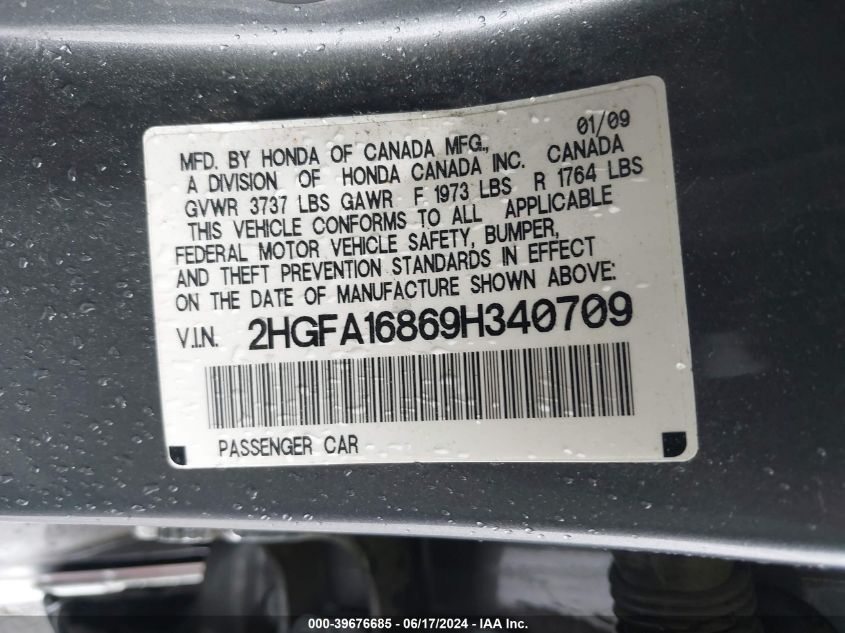 01/09
MFD. BY HONDA OF CANADA MFG.,
A DIVISION OF HONDA CANADA INC. CANADA
GVWR 3737 LBS GAWR F 1973 LBS R 1764 LBS
THIS VEHICLE CONFORMS TO ALL APPLICABLE
FEDERAL MOTOR VEHICLE SAFETY, BUMPER,
AND THEFT PREVENTION STANDARDS IN EFFECT
ON THE DATE OF MANUFACTURE SHOWN ABOVE:
V.I.N. 2HGFA16869H340709
PASSENGER CAR
000-39676685 - 06/17/2024 - IAA Inc.